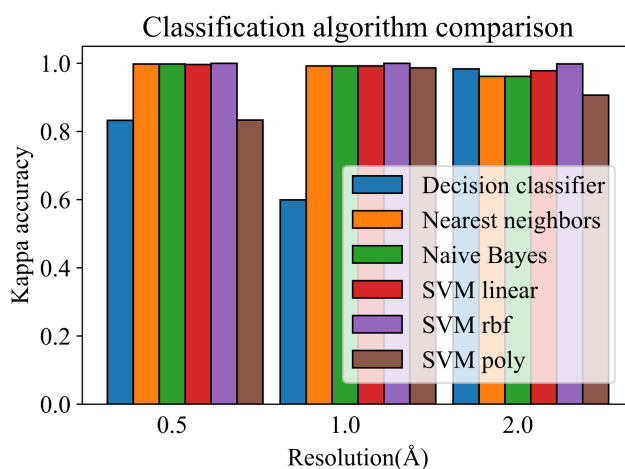 Classification algorithm comparison
Kappa accuracy
1.0
0.8
0.6
0.4
0.2
0.0
Decision classifier
Nearest neighbors
Naive Bayes
SVM linear
SVM rbf
SVM poly
0.5 1.0 2.0
Resolution(Å)